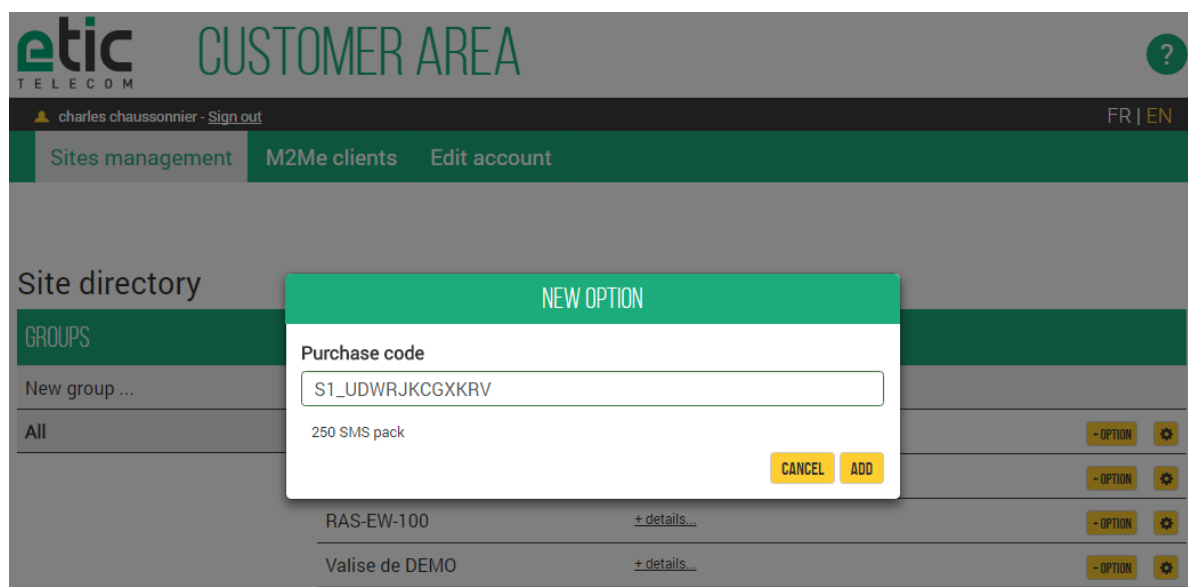 etic
TELECOM
CUSTOMER AREA
?
charles chaussonnier - Sign out
FR | EN
Sites management
M2Me clients
Edit account
Site directory
GROUPS
New group ...
All
NEW OPTION
Purchase code
S1_UDWRJKCGXKRV
250 SMS pack
CANCEL
ADD
- OPTION
- OPTION
RAS-EW-100
+ details...
- OPTION
Valise de DEMO
+ details...
- OPTION